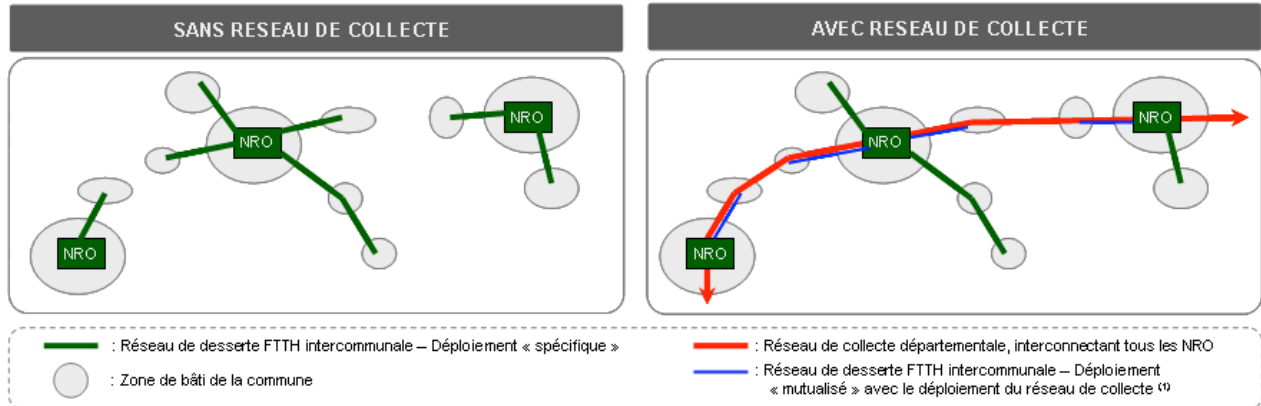 SANS RESEAU DE COLLECTE
AVEC RESEAU DE COLLECTE
NRO
NRO
NRO
NRO
NRO
NRO
: Réseau de desserte FTTH intercommunale – Déploiement « spécifique »
: Zone de bâti de la commune
: Réseau de collecte départementale, interconnectant tous les NRO
: Réseau de desserte FTTH intercommunale – Déploiement
« mutualisé » avec le déploiement du réseau de collecte (1)